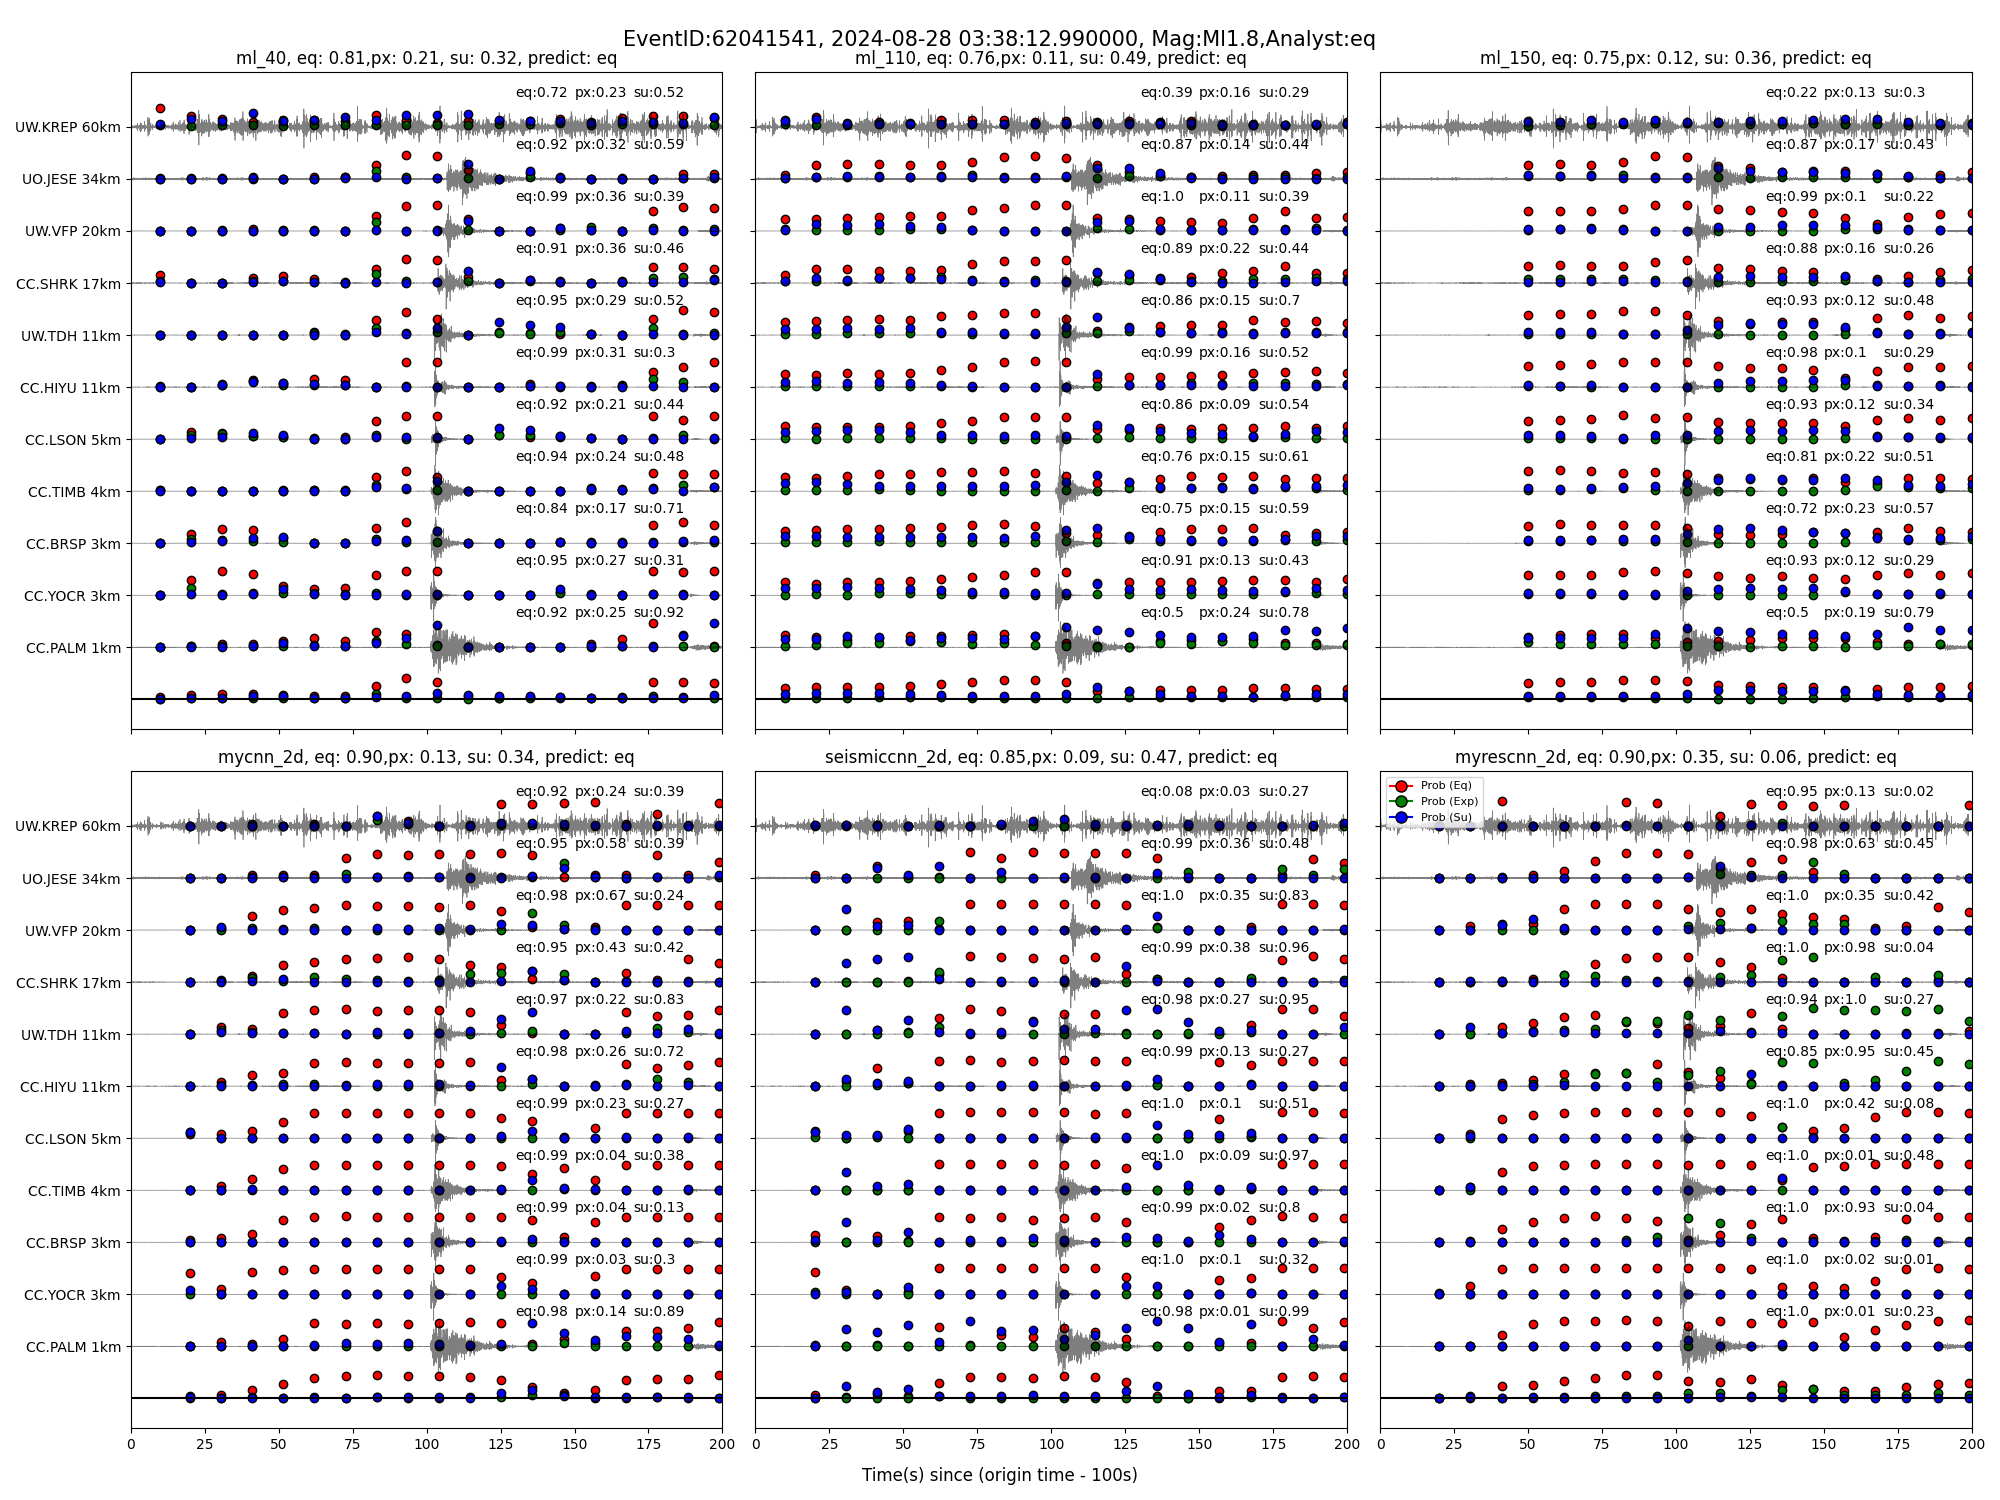 EventID:62041541, 2024-08-28 03:38:12.990000, Mag:Ml1.8,Analyst:eq
ml_40, eq: 0.81,px: 0.21, su: 0.32, predict: eq
UW.KREP 60km
eq:0.72 px:0.23 su:0.52
UO.JESE 34km
eq:0.92 px:0.32 su:0.59
UW.VFP 20km
eq:0.99 px:0.36 su:0.39
CC.SHRK 17km
eq:0.91 px:0.36 su:0.46
UW.TDH 11km
eq:0.95 px:0.29 su:0.52
CC.HIYU 11km
eq:0.99 px:0.31 su:0.3
CC.LSON 5km
eq:0.92 px:0.21 su:0.44
CC.TIMB 4km
eq:0.94 px:0.24 su:0.48
CC.BRSP 3km
eq:0.84 px:0.17 su:0.71
CC.YOCR 3km
eq:0.95 px:0.27 su:0.31
CC.PALM 1km
eq:0.92 px:0.25 su:0.92
ml_110, eq: 0.76,px: 0.11, su: 0.49, predict: eq
eq:0.39 px:0.16 su:0.29
eq:0.87 px:0.14 su:0.44
eq:1.0 px:0.11 su:0.39
eq:0.89 px:0.22 su:0.44
eq:0.86 px:0.15 su:0.7
eq:0.99 px:0.16 su:0.52
eq:0.86 px:0.09 su:0.54
eq:0.76 px:0.15 su:0.61
eq:0.75 px:0.15 su:0.59
eq:0.91 px:0.13 su:0.43
eq:0.5 px:0.24 su:0.78
ml_150, eq: 0.75,px: 0.12, su: 0.36, predict: eq
eq:0.22 px:0.13 su:0.3
eq:0.87 px:0.17 su:0.43
eq:0.99 px:0.1 su:0.22
eq:0.88 px:0.16 su:0.26
eq:0.93 px:0.12 su:0.48
eq:0.98 px:0.1 su:0.29
eq:0.93 px:0.12 su:0.34
eq:0.81 px:0.22 su:0.51
eq:0.72 px:0.23 su:0.57
eq:0.93 px:0.12 su:0.29
eq:0.5 px:0.19 su:0.79
mycnn_2d, eq: 0.90,px: 0.13, su: 0.34, predict: eq
UW.KREP 60km
eq:0.92 px:0.24 su:0.39
UO.JESE 34km
eq:0.95 px:0.58 su:0.39
UW.VFP 20km
eq:0.98 px:0.67 su:0.24
CC.SHRK 17km
eq:0.95 px:0.43 su:0.42
UW.TDH 11km
eq:0.97 px:0.22 su:0.83
CC.HIYU 11km
eq:0.98 px:0.26 su:0.72
CC.LSON 5km
eq:0.99 px:0.23 su:0.27
CC.TIMB 4km
eq:0.99 px:0.04 su:0.38
CC.BRSP 3km
eq:0.99 px:0.04 su:0.13
CC.YOCR 3km
eq:0.99 px:0.03 su:0.3
CC.PALM 1km
eq:0.98 px:0.14 su:0.89
0 25 50 75 100 125 150 175 200
seismiccnn_2d, eq: 0.85,px: 0.09, su: 0.47, predict: eq
eq:0.08 px:0.03 su:0.27
eq:0.99 px:0.36 su:0.48
eq:1.0 px:0.35 su:0.83
eq:0.99 px:0.38 su:0.96
eq:0.98 px:0.27 su:0.95
eq:0.99 px:0.13 su:0.27
eq:1.0 px:0.1 su:0.51
eq:1.0 px:0.09 su:0.97
eq:0.99 px:0.02 su:0.8
eq:1.0 px:0.1 su:0.32
eq:0.98 px:0.01 su:0.99
0 25 50 75 100 125 150 175 200
myrescnn_2d, eq: 0.90,px: 0.35, su: 0.06, predict: eq
Prob (Eq)
Prob (Exp)
Prob (Su)
eq:0.95 px:0.13 su:0.02
eq:0.98 px:0.63 su:0.45
eq:1.0 px:0.35 su:0.42
eq:1.0 px:0.98 su:0.04
eq:0.94 px:1.0 su:0.27
eq:0.85 px:0.95 su:0.45
eq:1.0 px:0.42 su:0.08
eq:1.0 px:0.01 su:0.48
eq:1.0 px:0.93 su:0.04
eq:1.0 px:0.02 su:0.01
eq:1.0 px:0.01 su:0.23
0 25 50 75 100 125 150 175 200
Time(s) since (origin time - 100s)